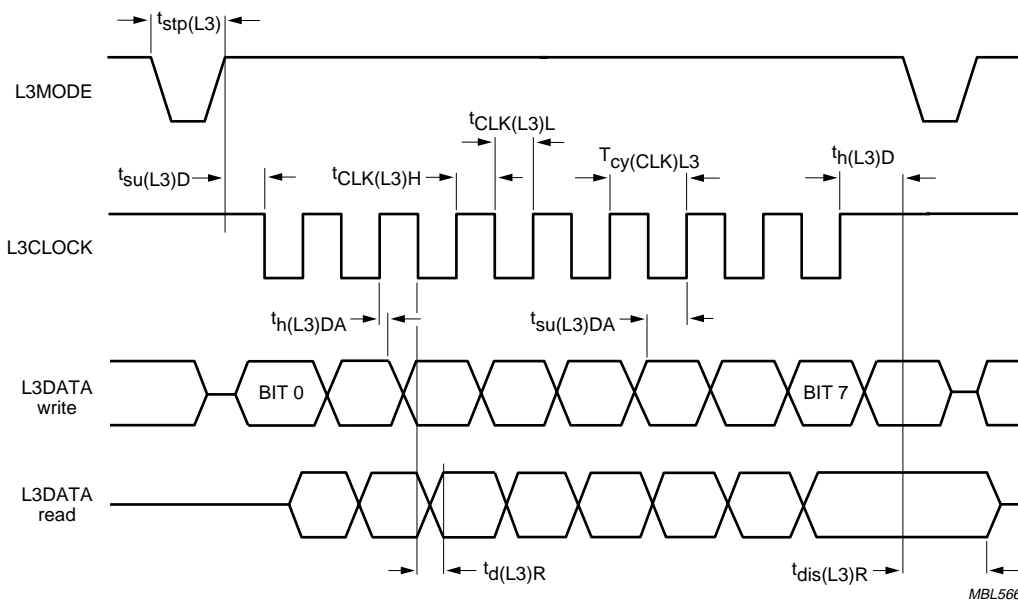 tstp(L3)
L3MODE
tCLK(L3)L
tsu(L3)D
tCLK(L3)H
Tcy(CLK)L3
th(L3)D
L3CLOCK
th(L3)DA
tsu(L3)DA
L3DATA
write
BIT 0
BIT 7
L3DATA
read
td(L3)R
tdis(L3)R
MBL566